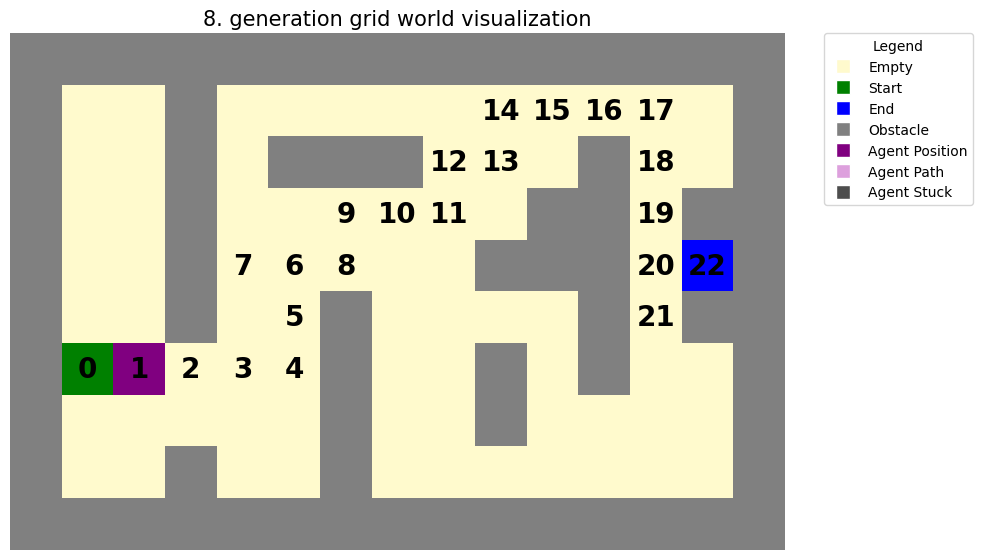 8. generation grid world visualization
Legend
Empty
Start
End
Obstacle
Agent Position
Agent Path
Agent Stuck
14 15 16 17
12 13 18
9 10 11 19
7 6 8 20 22
5 21
0 1 2 3 4